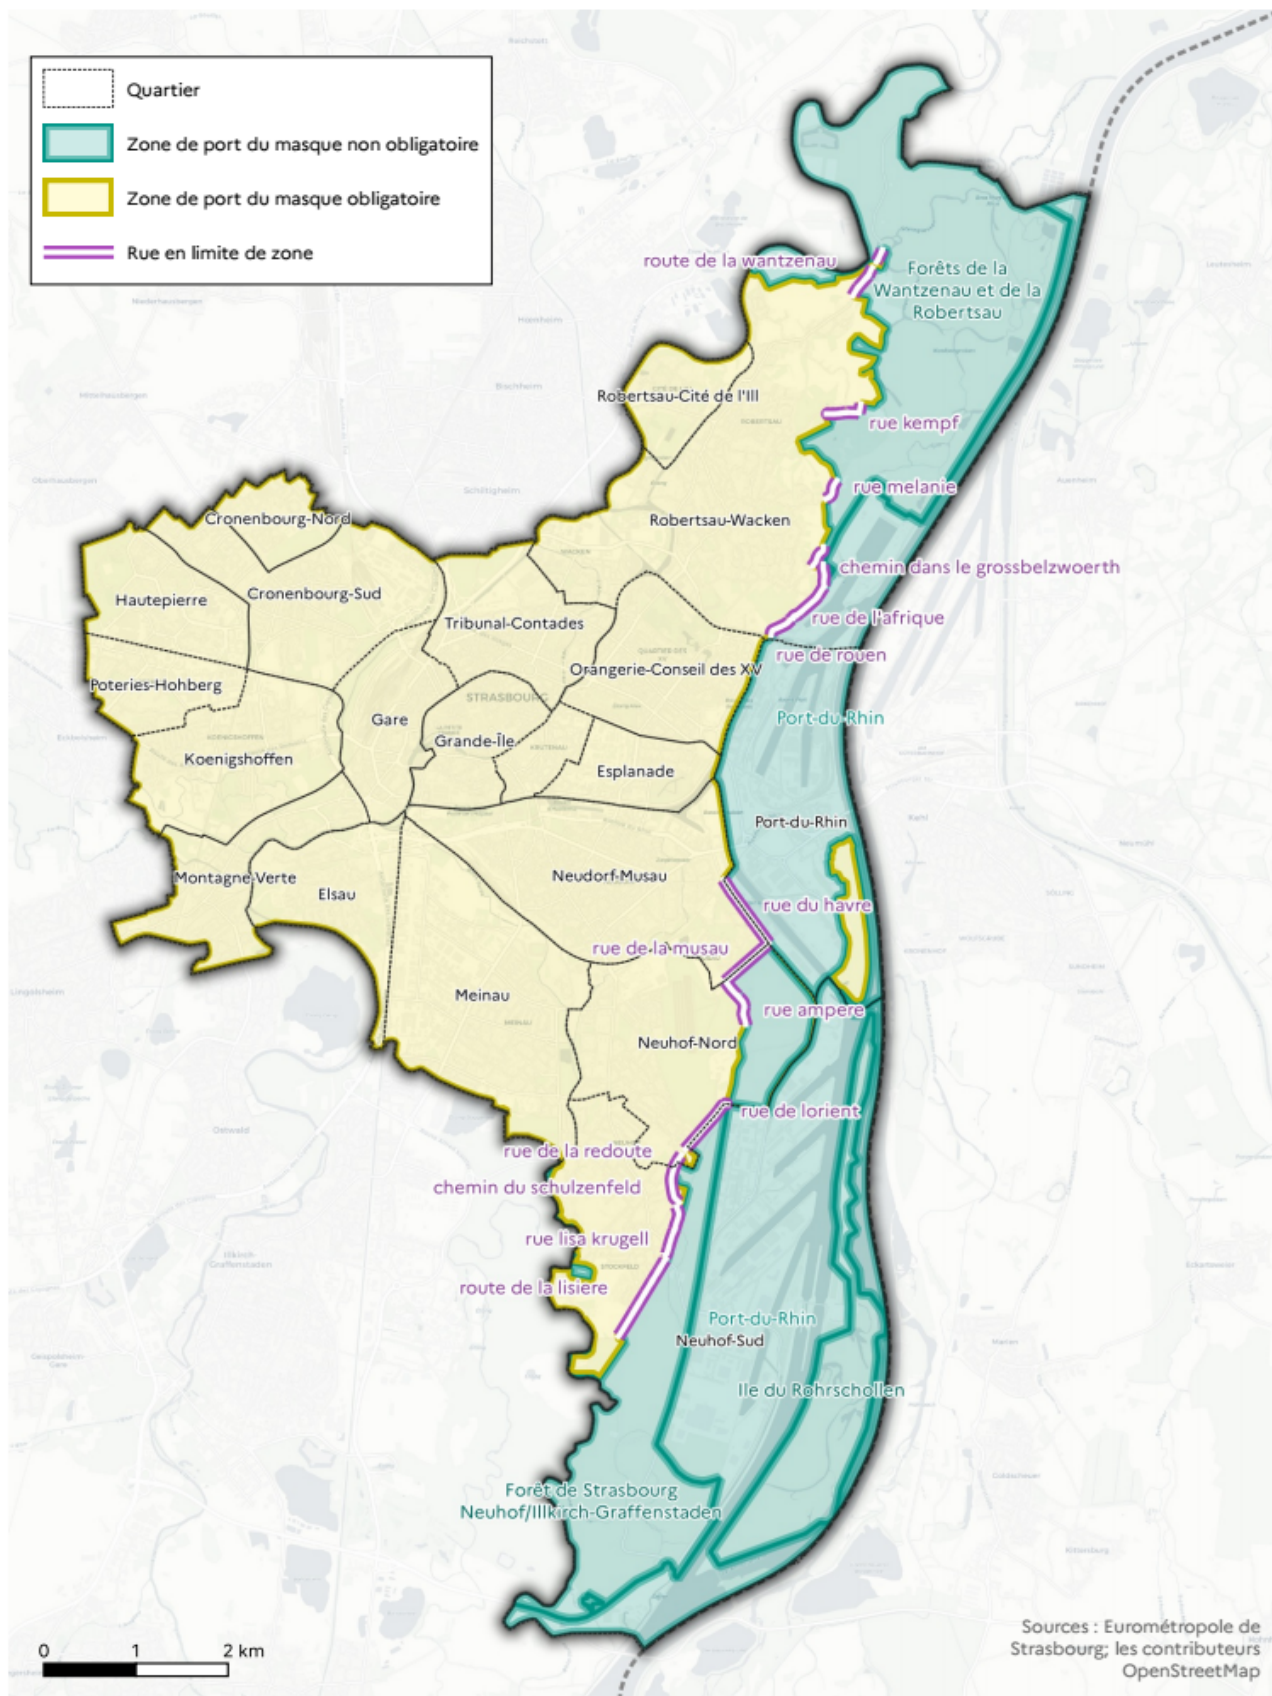 Quartier
Zone de port du masque non obligatoire
Zone de port du masque obligatoire
Rue en limite de zone
route de la wantzenau
Forêts de la
Wantzenau et de la
Robertsau
Robertsau-Cité de l'Ill
rue kempf
rue melanie
Cronenbourg-Nord
Robertsau-Wacken
chemin dans le grossbelzwoerth
Hautepierre
Cronenbourg-Sud
Tribunal-Contades
rue de l'afrique
rue de rouen
Orangerie-Conseil des XV
Poteries-Hohberg
STRASBOURG
Gare
Port-du-Rhin
Grande-Île
Koenigshoffen
Esplanade
Port-du-Rhin
Montagne-Verte
Elsau
Neudorf-Musau
rue du havre
rue de la musau
Meinau
rue ampere
Neuhof-Nord
rue de lorient
rue de la redoute
chemin du schulzenfeld
rue lisa krugell
route de la lisiere
Port-du-Rhin
Neuhof-Sud
Ile du Rohrschollen
Forêt de Strasbourg
Neuhof/Illkirch-Graffenstaden
0 1 2 km
Sources : Eurométropole de
Strasbourg; les contributeurs
OpenStreetMap